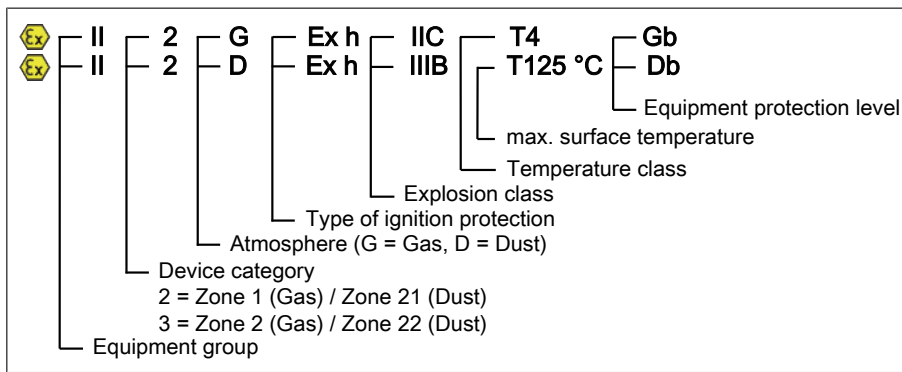 Ex II 2 G Ex h IIC T4 Gb
Ex II 2 D Ex h IIIB T125 °C Db
Equipment protection level
max. surface temperature
Temperature class
Explosion class
Type of ignition protection
Atmosphere (G = Gas, D = Dust)
Device category
2 = Zone 1 (Gas) / Zone 21 (Dust)
3 = Zone 2 (Gas) / Zone 22 (Dust)
Equipment group